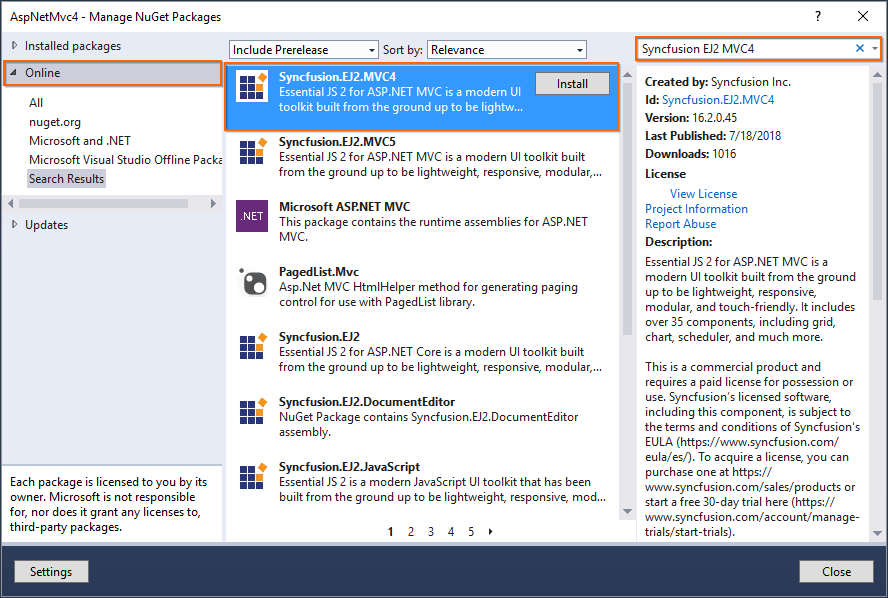 AspNetMvc4 - Manage NuGet Packages
?
Installed packages
Online
All
nuget.org
Microsoft and .NET
Microsoft Visual Studio Offline Packa
Search Results
Updates
Each package is licensed to you by its
owner. Microsoft is not responsible
for, nor does it grant any licenses to,
third-party packages.
Include Prerelease
Sort by:
Relevance
Syncfusion.EJ2.MVC4
Essential JS 2 for ASP.NET MVC is a modern UI
toolkit built from the ground up to be lightw...
Install
Syncfusion.EJ2.MVC5
Essential JS 2 for ASP.NET MVC is a modern UI toolkit built
from the ground up to be lightweight, responsive, modular,...
.NET
Microsoft ASP.NET MVC
This package contains the runtime assemblies for ASP.NET
MVC.
PagedList.Mvc
Asp.Net MVC HtmlHelper method for generating paging
control for use with PagedList library.
Syncfusion.EJ2
Essential JS 2 for ASP.NET Core is a modern UI toolkit built
from the ground up to be lightweight, responsive, modular,...
Syncfusion.EJ2.DocumentEditor
NuGet Package contains Syncfusion.EJ2.DocumentEditor
assembly.
Syncfusion.EJ2.JavaScript
Essential JS 2 is a modern JavaScript UI toolkit that has been
built from the ground up to be lightweight, responsive, mod...
1 2 3 4 5
Syncfusion EJ2 MVC4
Created by: Syncfusion Inc.
Id: Syncfusion.EJ2.MVC4
Version: 16.2.0.45
Last Published: 7/18/2018
Downloads: 1016
License
View License
Project Information
Report Abuse
Description:
Essential JS 2 for ASP.NET MVC is a
modern UI toolkit built from the ground
up to be lightweight, responsive,
modular, and touch-friendly. It includes
over 35 components, including grid,
chart, scheduler, and much more.
This is a commercial product and
requires a paid license for possession or
use. Syncfusion's licensed software,
including this component, is subject to
the terms and conditions of Syncfusion's
EULA (https://www.syncfusion.com/
eula/es/). To acquire a license, you can
purchase one at https://
www.syncfusion.com/sales/products or
start a free 30-day trial here (https://
www.syncfusion.com/account/manage-
trials/start-trials).
Settings
Close